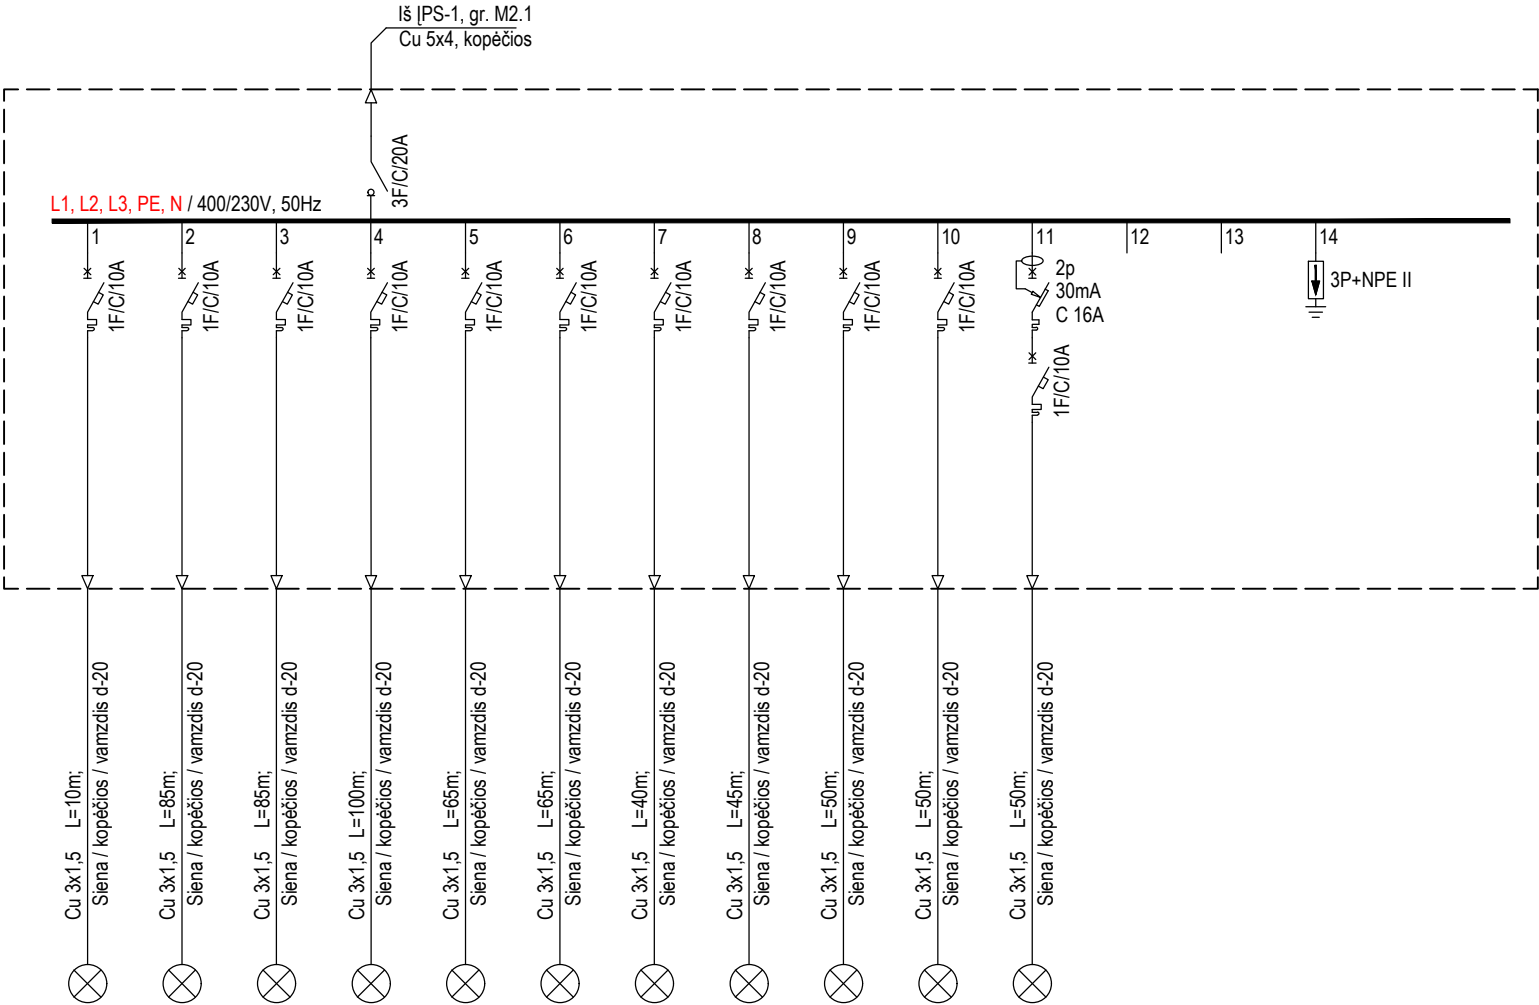 Iš ĮPS-1, gr. M2.1
Cu 5x4, kopėčios
3F/C/20A
L1, L2, L3, PE, N / 400/230V, 50Hz
1
2
3
4
5
6
7
8
9
10
11
12
13
14
1F/C/10A
1F/C/10A
1F/C/10A
1F/C/10A
1F/C/10A
1F/C/10A
1F/C/10A
1F/C/10A
1F/C/10A
1F/C/10A
2p
30mA
C 16A
1F/C/10A
3P+NPE II
Cu 3x1,5 L=10m;
Siena / kopėčios / vamzdis d-20
Cu 3x1,5 L=85m;
Siena / kopėčios / vamzdis d-20
Cu 3x1,5 L=85m;
Siena / kopėčios / vamzdis d-20
Cu 3x1,5 L=100m;
Siena / kopėčios / vamzdis d-20
Cu 3x1,5 L=65m;
Siena / kopėčios / vamzdis d-20
Cu 3x1,5 L=65m;
Siena / kopėčios / vamzdis d-20
Cu 3x1,5 L=40m;
Siena / kopėčios / vamzdis d-20
Cu 3x1,5 L=45m;
Siena / kopėčios / vamzdis d-20
Cu 3x1,5 L=50m;
Siena / kopėčios / vamzdis d-20
Cu 3x1,5 L=50m;
Siena / kopėčios / vamzdis d-20
Cu 3x1,5 L=50m;
Siena / kopėčios / vamzdis d-20